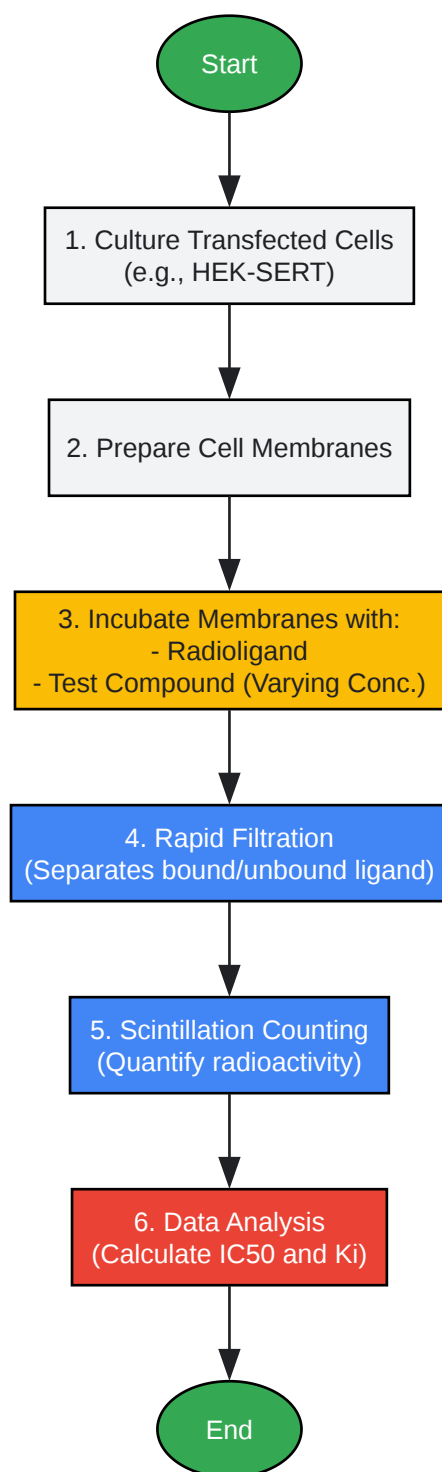 Start
1. Culture Transfected Cells
(e.g., HEK-SERT)
2. Prepare Cell Membranes
3. Incubate Membranes with:
- Radioligand
- Test Compound (Varying Conc.)
4. Rapid Filtration
(Separates bound/unbound ligand)
5. Scintillation Counting
(Quantify radioactivity)
6. Data Analysis
(Calculate IC50 and Ki)
End